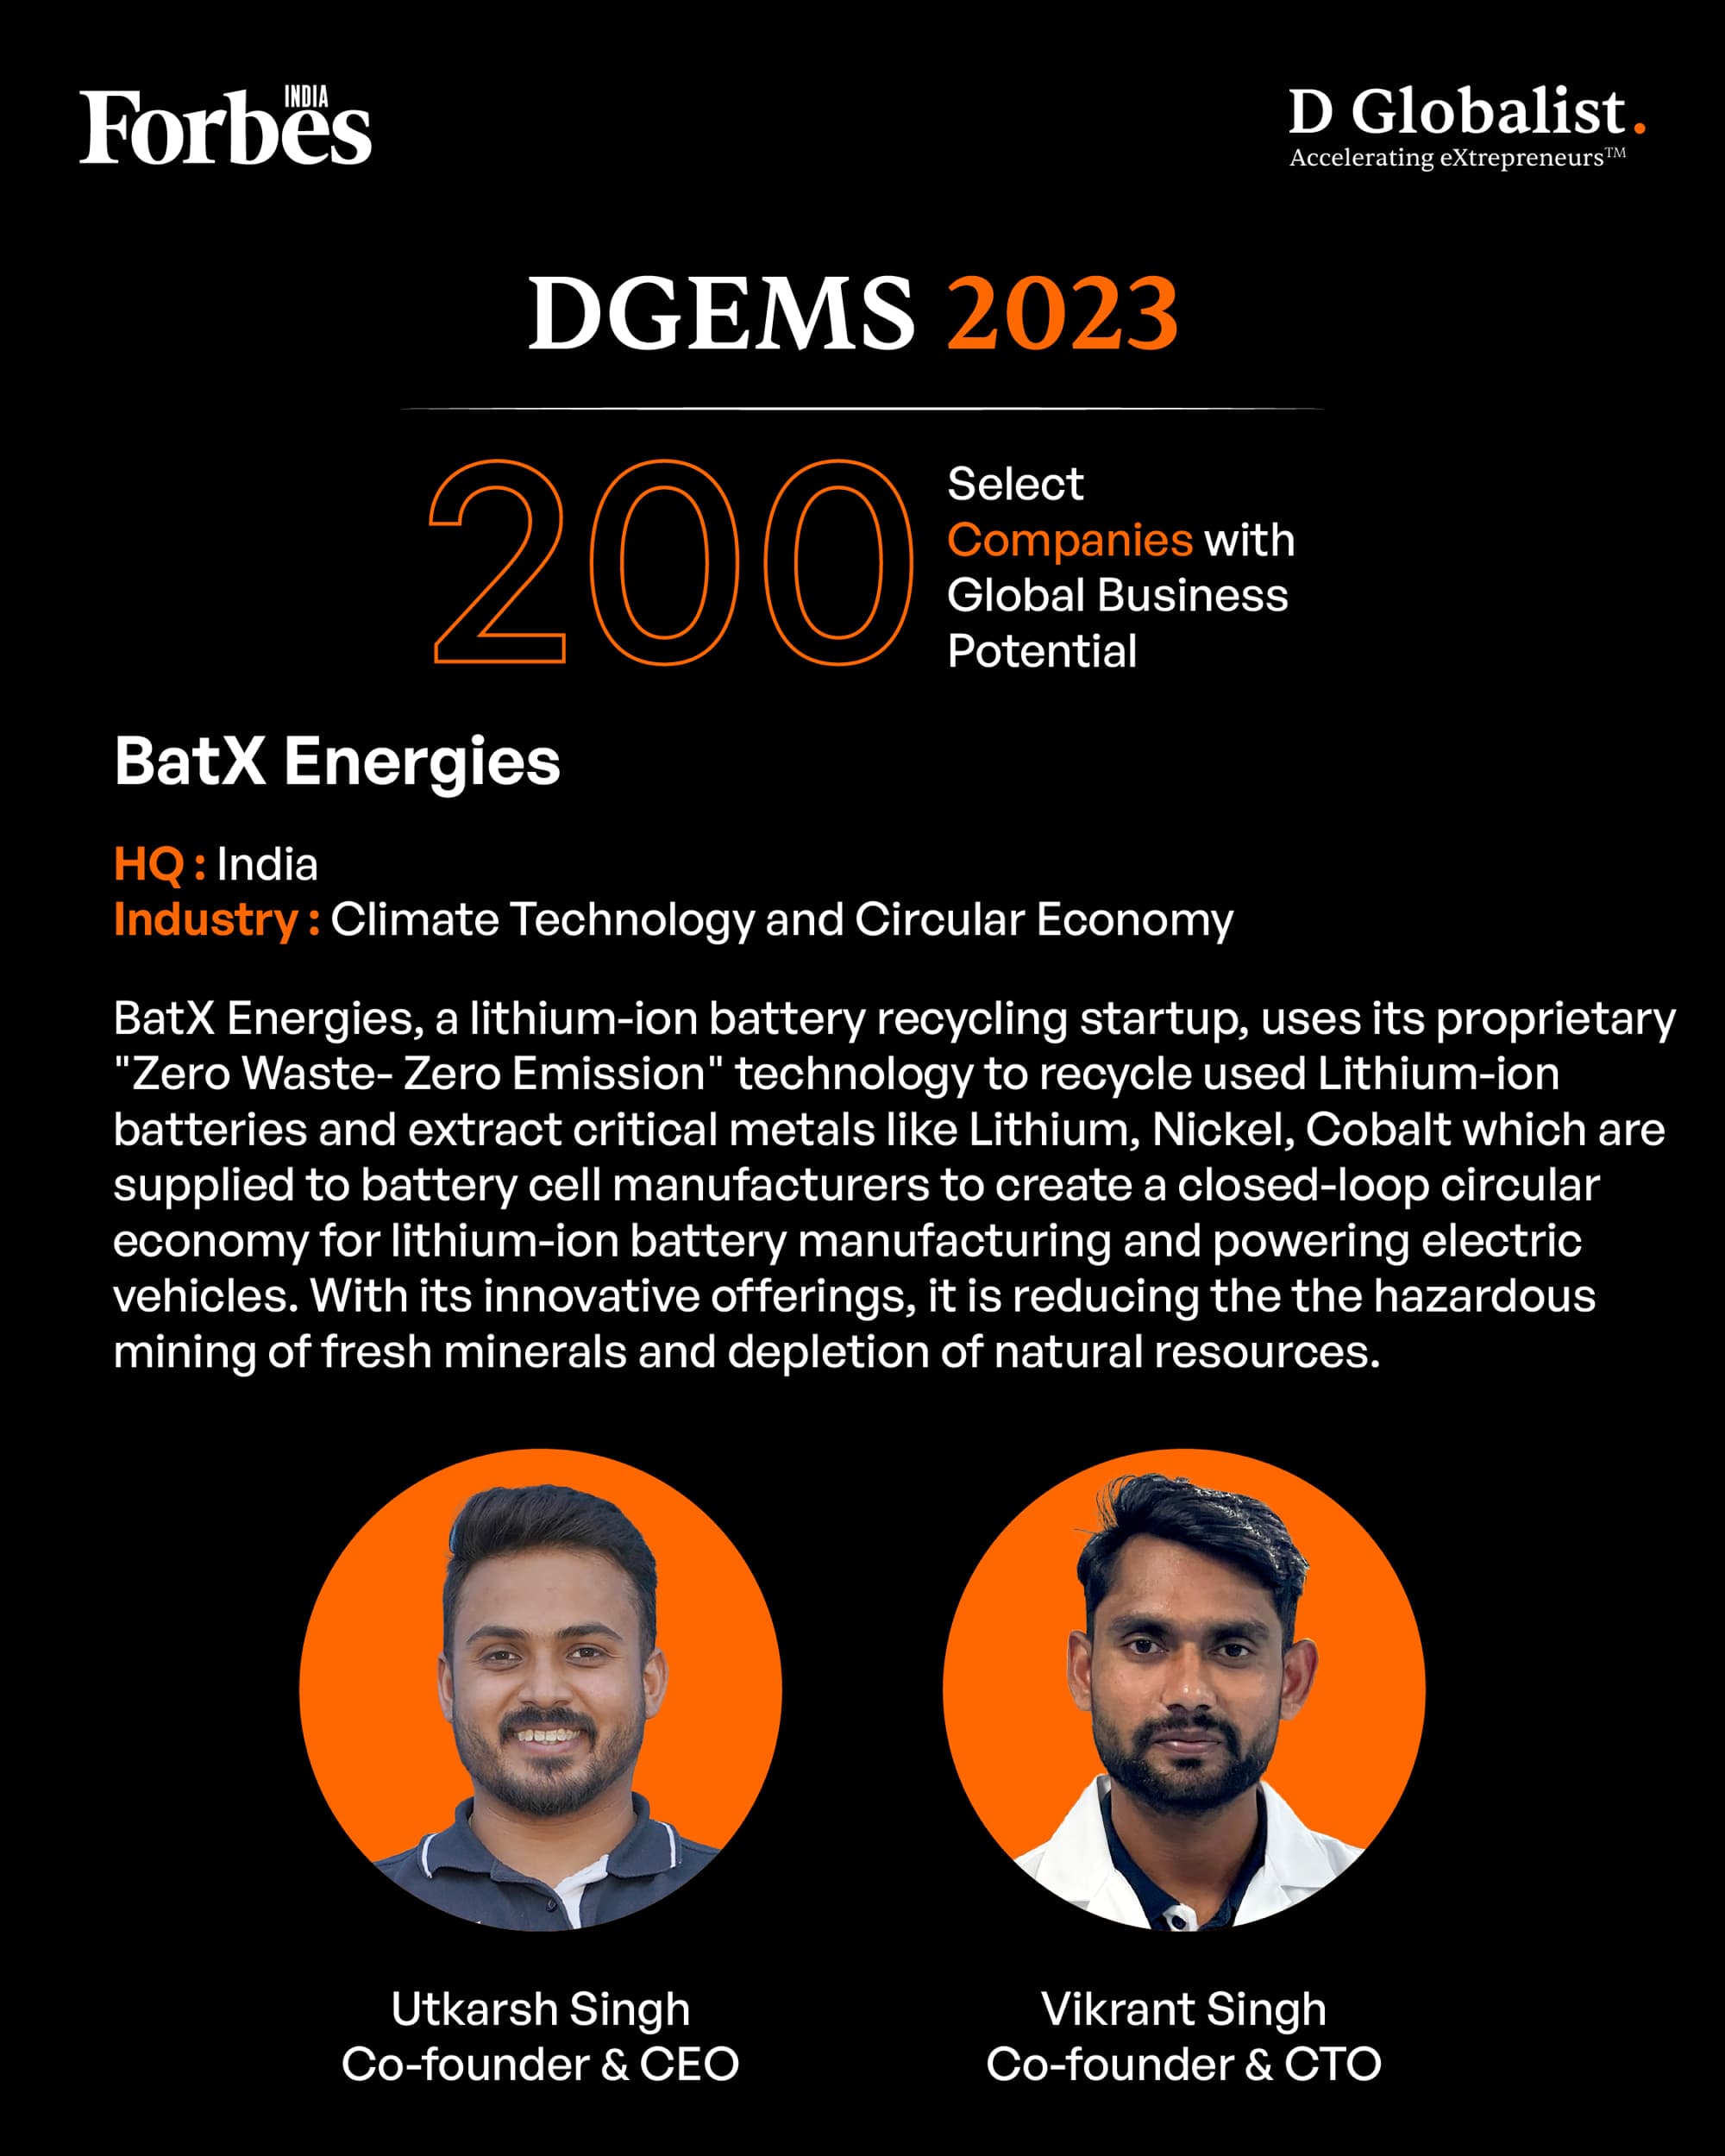 Forbes INDIA
D Globalist.
Accelerating eXtrepreneurs™
DGEMS 2023
200
Select
Companies with
Global Business
Potential
BatX Energies
HQ : India
Industry : Climate Technology and Circular Economy
BatX Energies, a lithium-ion battery recycling startup, uses its proprietary
"Zero Waste- Zero Emission" technology to recycle used Lithium-ion
batteries and extract critical metals like Lithium, Nickel, Cobalt which are
supplied to battery cell manufacturers to create a closed-loop circular
economy for lithium-ion battery manufacturing and powering electric
vehicles. With its innovative offerings, it is reducing the the hazardous
mining of fresh minerals and depletion of natural resources.
Utkarsh Singh
Co-founder & CEO
Vikrant Singh
Co-founder & CTO